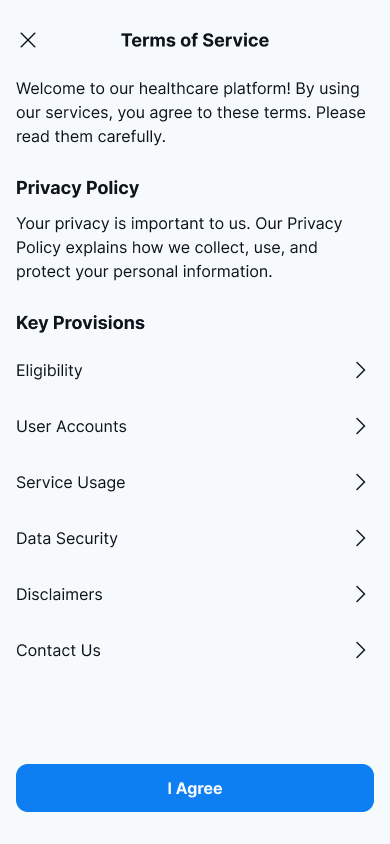 Terms of Service
Welcome to our healthcare platform! By using
our services, you agree to these terms. Please
read them carefully.
Privacy Policy
Your privacy is important to us. Our Privacy
Policy explains how we collect, use, and
protect your personal information.
Key Provisions
Eligibility
User Accounts
Service Usage
Data Security
Disclaimers
Contact Us
I Agree